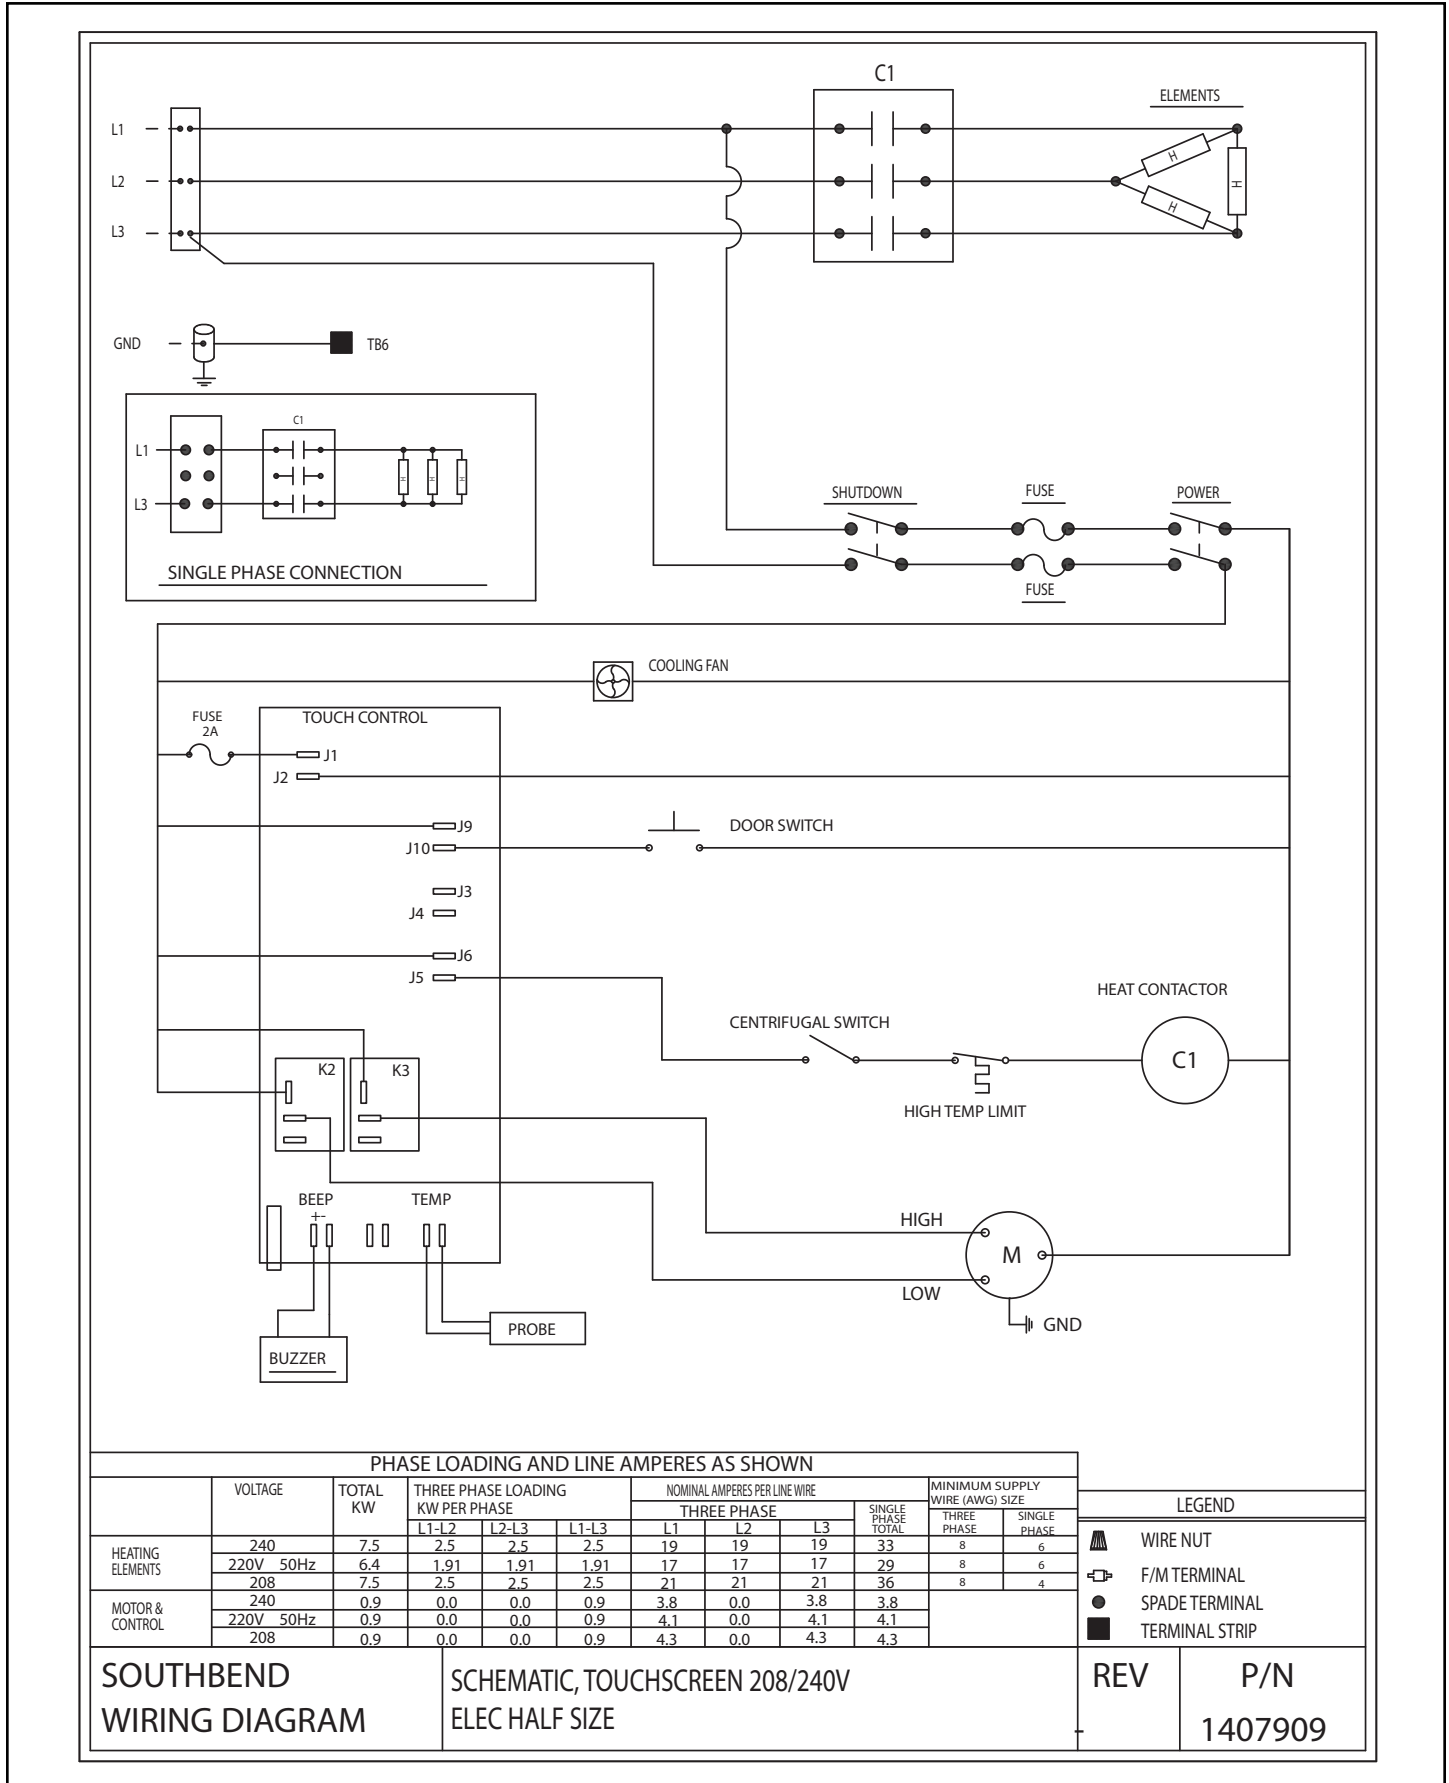 C1
ELEMENTS
L1
L2
L3
H
H
H
GND
TB6
C1
L1
L3
H
H
H
SINGLE PHASE CONNECTION
SHUTDOWN
FUSE
POWER
FUSE
COOLING FAN
FUSE
2A
TOUCH CONTROL
J1
J2
J9
J10
DOOR SWITCH
J3
J4
J6
J5
HEAT CONTACTOR
CENTRIFUGAL SWITCH
C1
HIGH TEMP LIMIT
K2
K3
BEEP
+-
TEMP
HIGH
M
LOW
GND
PROBE
BUZZER
PHASE LOADING AND LINE AMPERES AS SHOWN
VOLTAGE
TOTAL
KW
THREE PHASE LOADING
KW PER PHASE
NOMINAL AMPERES PER LINE WIRE
MINIMUM SUPPLY
WIRE (AWG) SIZE
THREE PHASE
SINGLE
PHASE
TOTAL
THREE
PHASE
SINGLE
PHASE
L1-L2 L2-L3 L1-L3 L1 L2 L3
HEATING
ELEMENTS
240 7.5 2.5 2.5 2.5 19 19 19 33 8 6
220V 50Hz 6.4 1.91 1.91 1.91 17 17 17 29 8 6
208 7.5 2.5 2.5 2.5 21 21 21 36 8 4
MOTOR &
CONTROL
240 0.9 0.0 0.0 0.9 3.8 0.0 3.8 3.8
220V 50Hz 0.9 0.0 0.0 0.9 4.1 0.0 4.1 4.1
208 0.9 0.0 0.0 0.9 4.3 0.0 4.3 4.3
LEGEND
WIRE NUT
F/M TERMINAL
SPADE TERMINAL
TERMINAL STRIP
SOUTHBEND
WIRING DIAGRAM
SCHEMATIC, TOUCHSCREEN 208/240V
ELEC HALF SIZE
REV
-
P/N
1407909